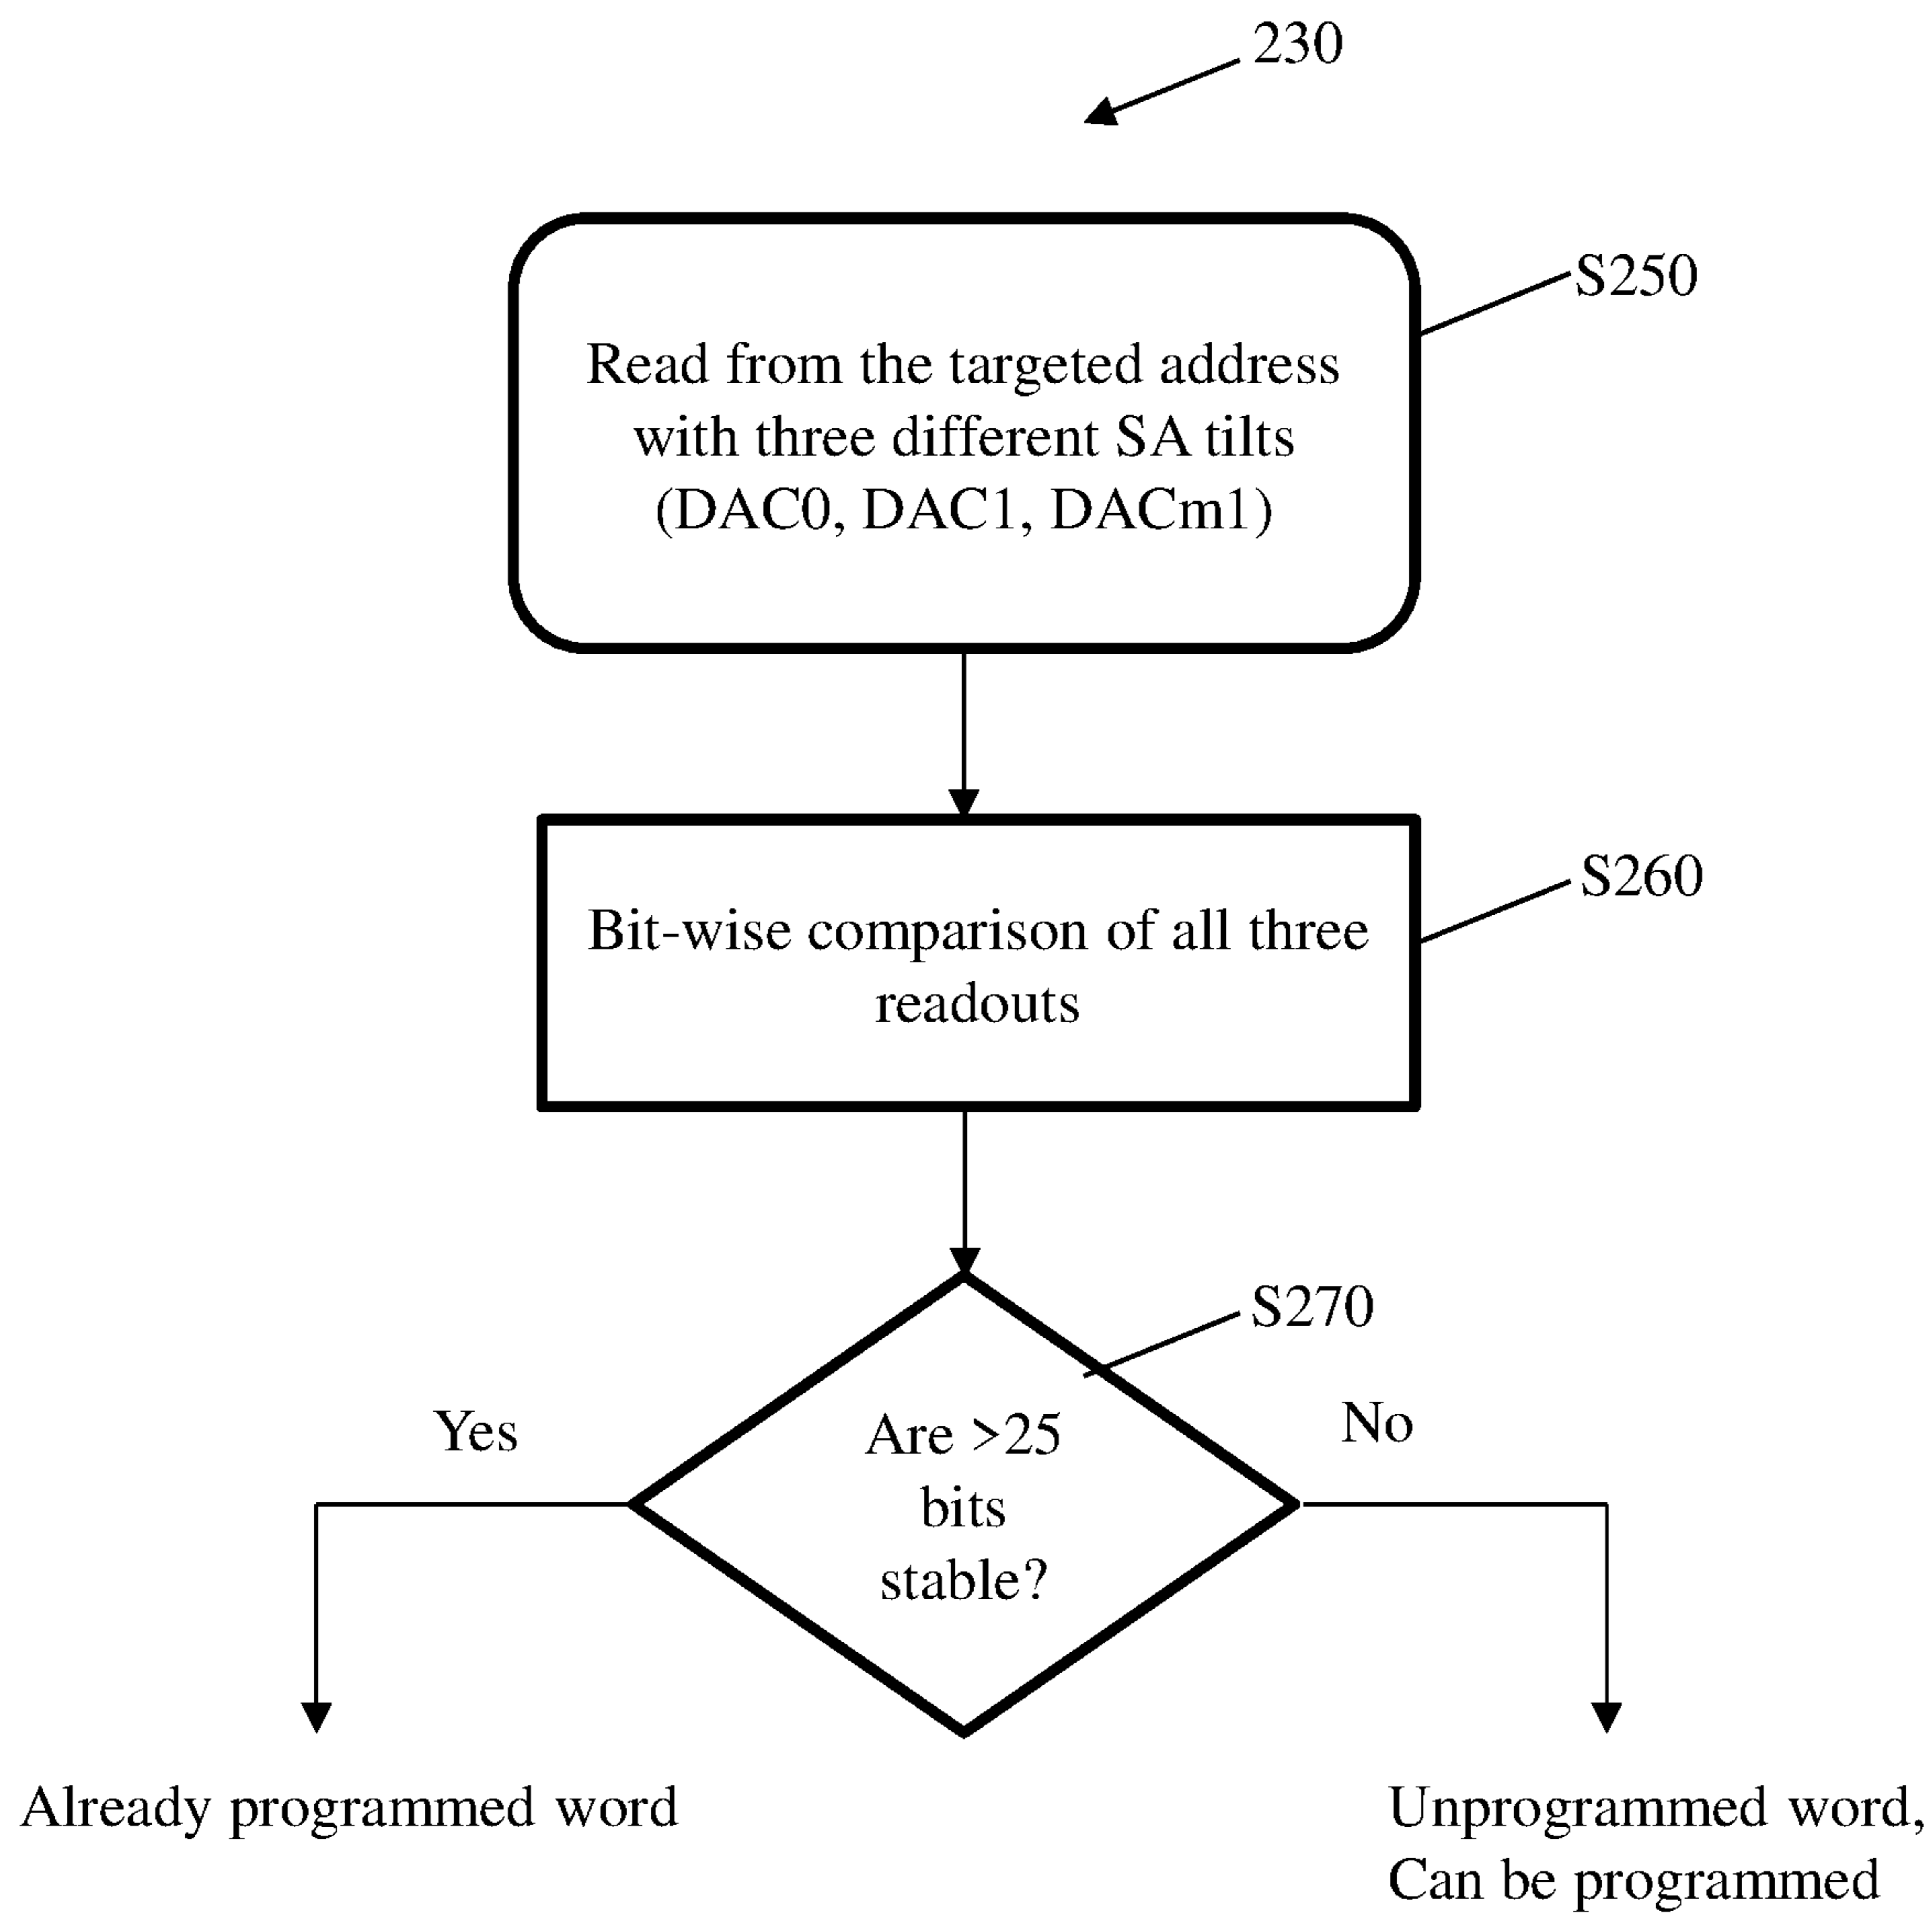 230
S250
Read from the targeted address
with three different SA tilts
(DAC0, DAC1, DACm1)
S260
Bit-wise comparison of all three
readouts
S270
Yes
No
Are >25
bits
stable?
Already programmed word
Unprogrammed word,
Can be programmed